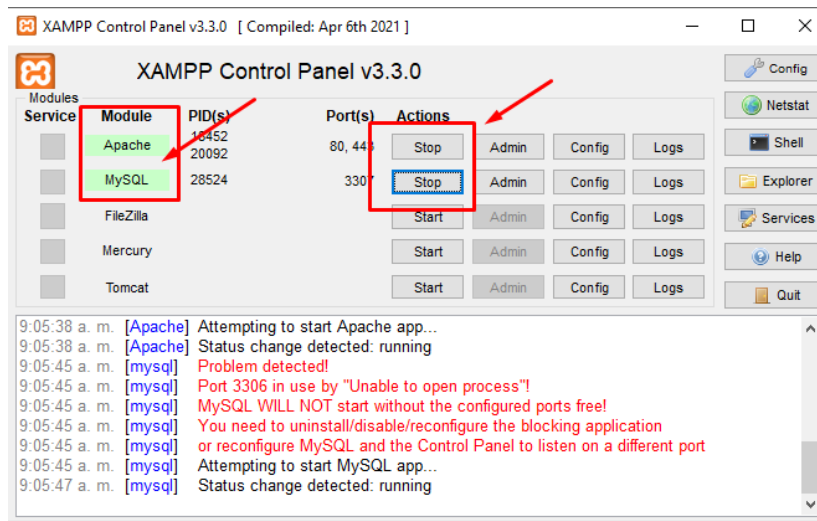 XAMPP Control Panel v3.3.0 [ Compiled: Apr 6th 2021 ]
XAMPP Control Panel v3.3.0
Config
Modules
Service Module PID(s) Port(s) Actions
Netstat
Apache 18452 20092 80, 443 Stop Admin Config Logs
Shell
MySQL 28524 3307 Stop Admin Config Logs
Explorer
FileZilla Start Admin Config Logs
Services
Mercury Start Admin Config Logs
Help
Tomcat Start Admin Config Logs
Quit
9:05:38 a. m. [Apache] Attempting to start Apache app...
9:05:38 a. m. [Apache] Status change detected: running
9:05:45 a. m. [mysql] Problem detected!
9:05:45 a. m. [mysql] Port 3306 in use by "Unable to open process"!
9:05:45 a. m. [mysql] MySQL WILL NOT start without the configured ports free!
9:05:45 a. m. [mysql] You need to uninstall/disable/reconfigure the blocking application
9:05:45 a. m. [mysql] or reconfigure MySQL and the Control Panel to listen on a different port
9:05:45 a. m. [mysql] Attempting to start MySQL app...
9:05:47 a. m. [mysql] Status change detected: running